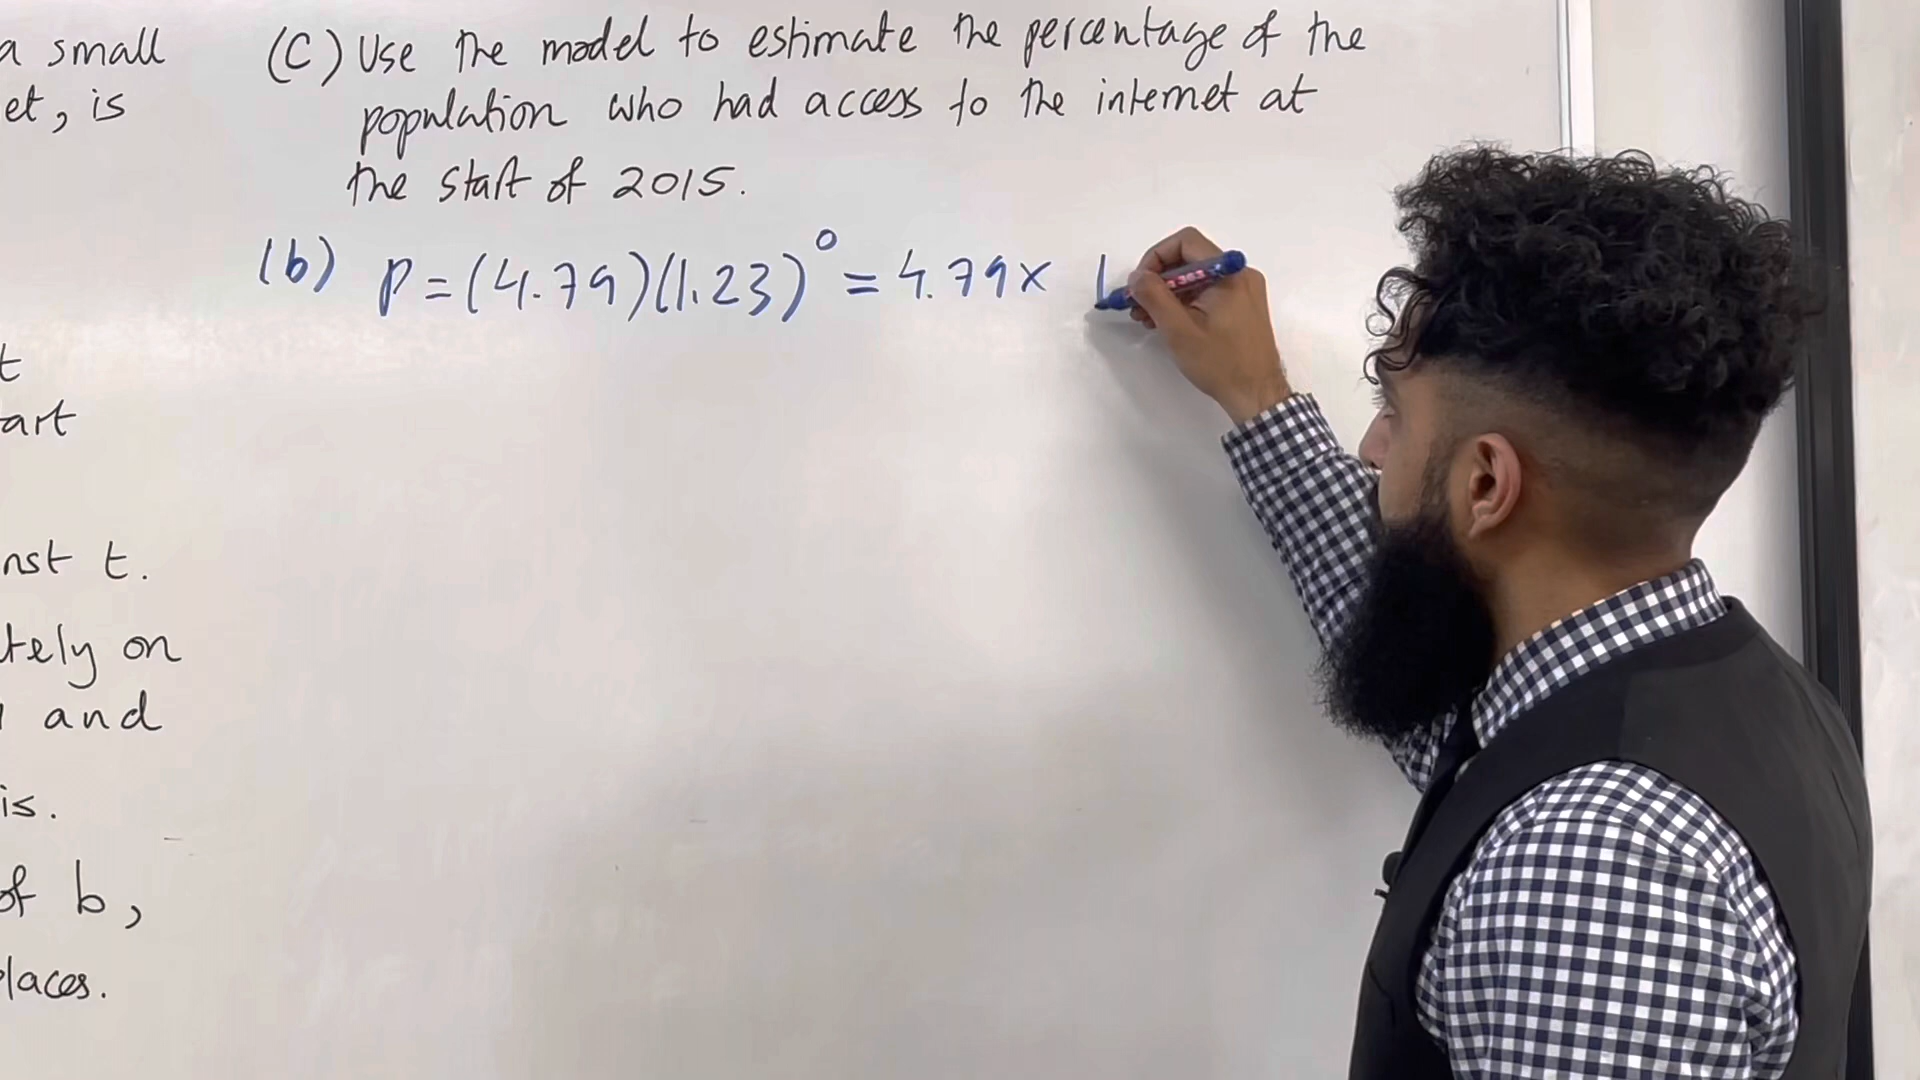 a small
et, is
t
art
nst t.
tely on
and
is.
of b,
places.
(C) Use the model to estimate the percentage of the
population who had access to the internet at
the start of 2015.
(b) P = (4.79)(1.23)⁰ = 4.79 × 1
363